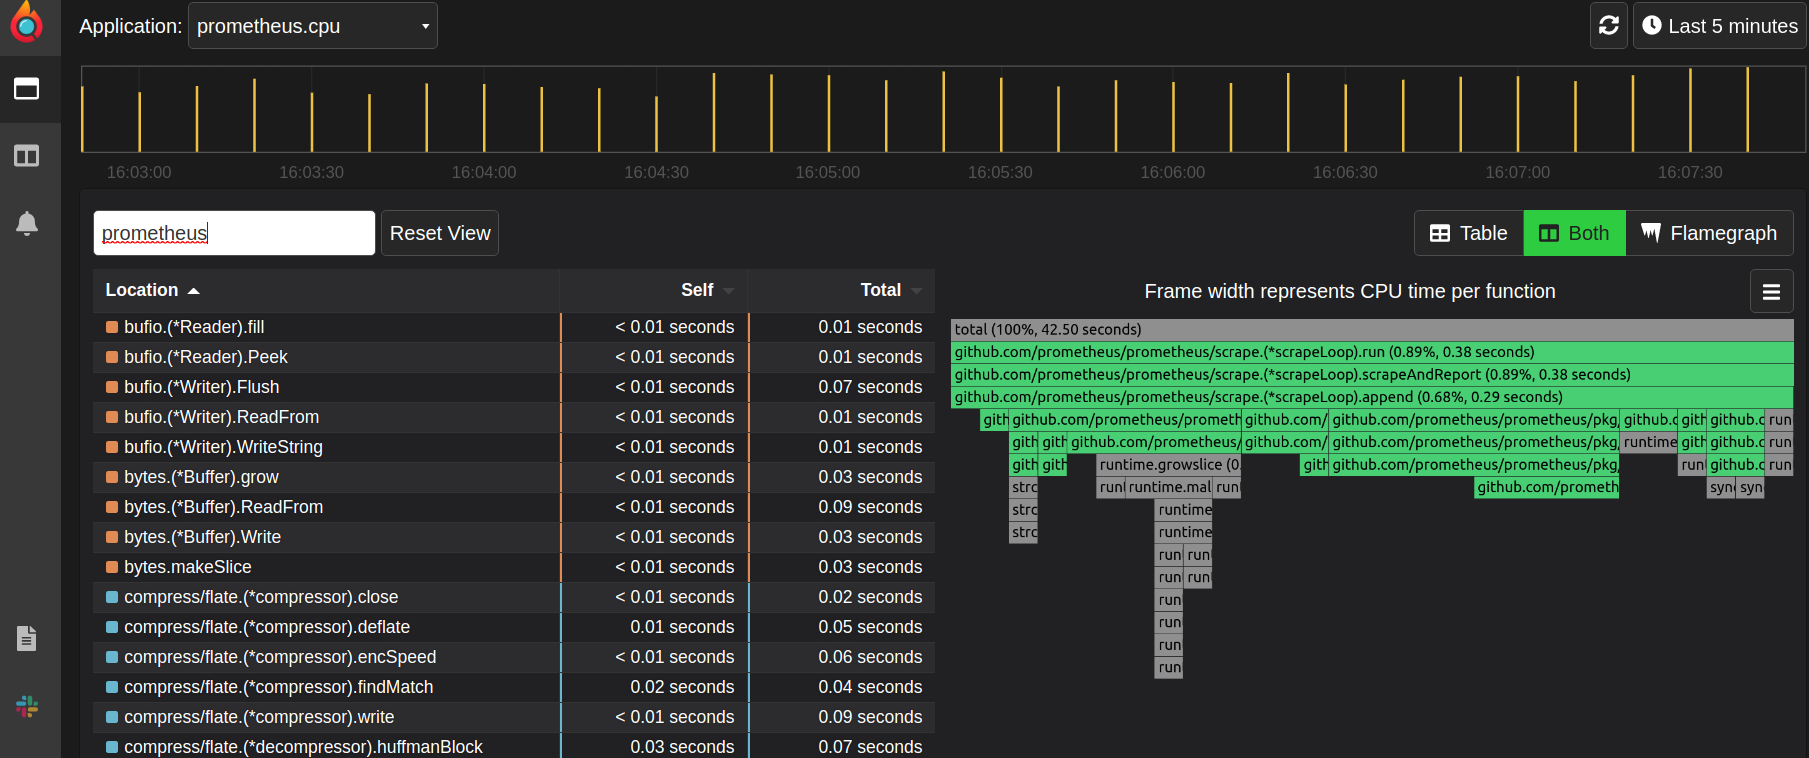 Application: prometheus.cpu
Last 5 minutes
16:03:00 16:03:30 16:04:00 16:04:30 16:05:00 16:05:30 16:06:00 16:06:30 16:07:00 16:07:30
prometheus Reset View Table Both Flamegraph
Location Self Total
bufio.(*Reader).fill < 0.01 seconds 0.01 seconds
bufio.(*Reader).Peek < 0.01 seconds 0.01 seconds
bufio.(*Writer).Flush < 0.01 seconds 0.07 seconds
bufio.(*Writer).ReadFrom < 0.01 seconds 0.01 seconds
bufio.(*Writer).WriteString < 0.01 seconds 0.01 seconds
bytes.(*Buffer).grow < 0.01 seconds 0.03 seconds
bytes.(*Buffer).ReadFrom < 0.01 seconds 0.09 seconds
bytes.(*Buffer).Write < 0.01 seconds 0.03 seconds
bytes.makeSlice < 0.01 seconds 0.03 seconds
compress/flate.(*compressor).close < 0.01 seconds 0.02 seconds
compress/flate.(*compressor).deflate 0.01 seconds 0.05 seconds
compress/flate.(*compressor).encSpeed < 0.01 seconds 0.06 seconds
compress/flate.(*compressor).findMatch 0.02 seconds 0.04 seconds
compress/flate.(*compressor).write < 0.01 seconds 0.09 seconds
compress/flate.(*decompressor).huffmanBlock 0.03 seconds 0.07 seconds
Frame width represents CPU time per function
total (100%, 42.50 seconds)
github.com/prometheus/prometheus/scrape.(*scrapeLoop).run (0.89%, 0.38 seconds)
github.com/prometheus/prometheus/scrape.(*scrapeLoop).scrapeAndReport (0.89%, 0.38 seconds)
github.com/prometheus/prometheus/scrape.(*scrapeLoop).append (0.68%, 0.29 seconds)
gith github.com/prometheus/prometh github.com/ github.com/prometheus/prometheus/pkg/ github.c gith github.c run
gith gith github.com/prometheus/ github.com/ github.com/prometheus/prometheus/pkg/ runtime gith github.c run
gith gith runtime.growslice (0. gith github.com/prometheus/prometheus/pkg/ run github.c run
strc run runtime.mal run github.com/prometh syn syn
strc runtime
strc runtime
run run
run run
run
run
run
run